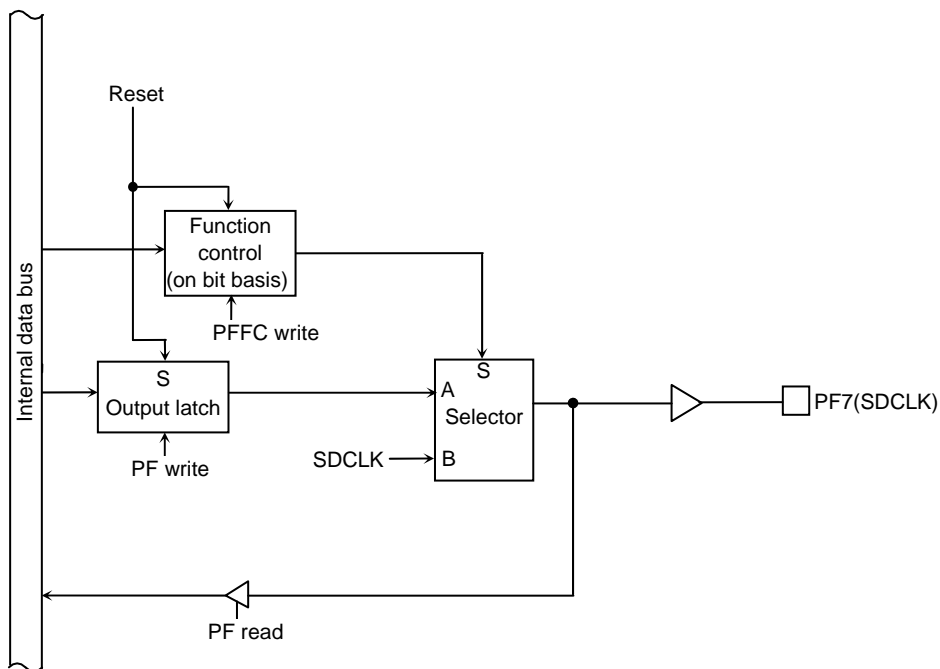 Reset
Function
control
(on bit basis)
PFFC write
Internal data bus
S
Output latch
PF write
S
A
Selector
B
SDCLK
PF7(SDCLK)
PF read